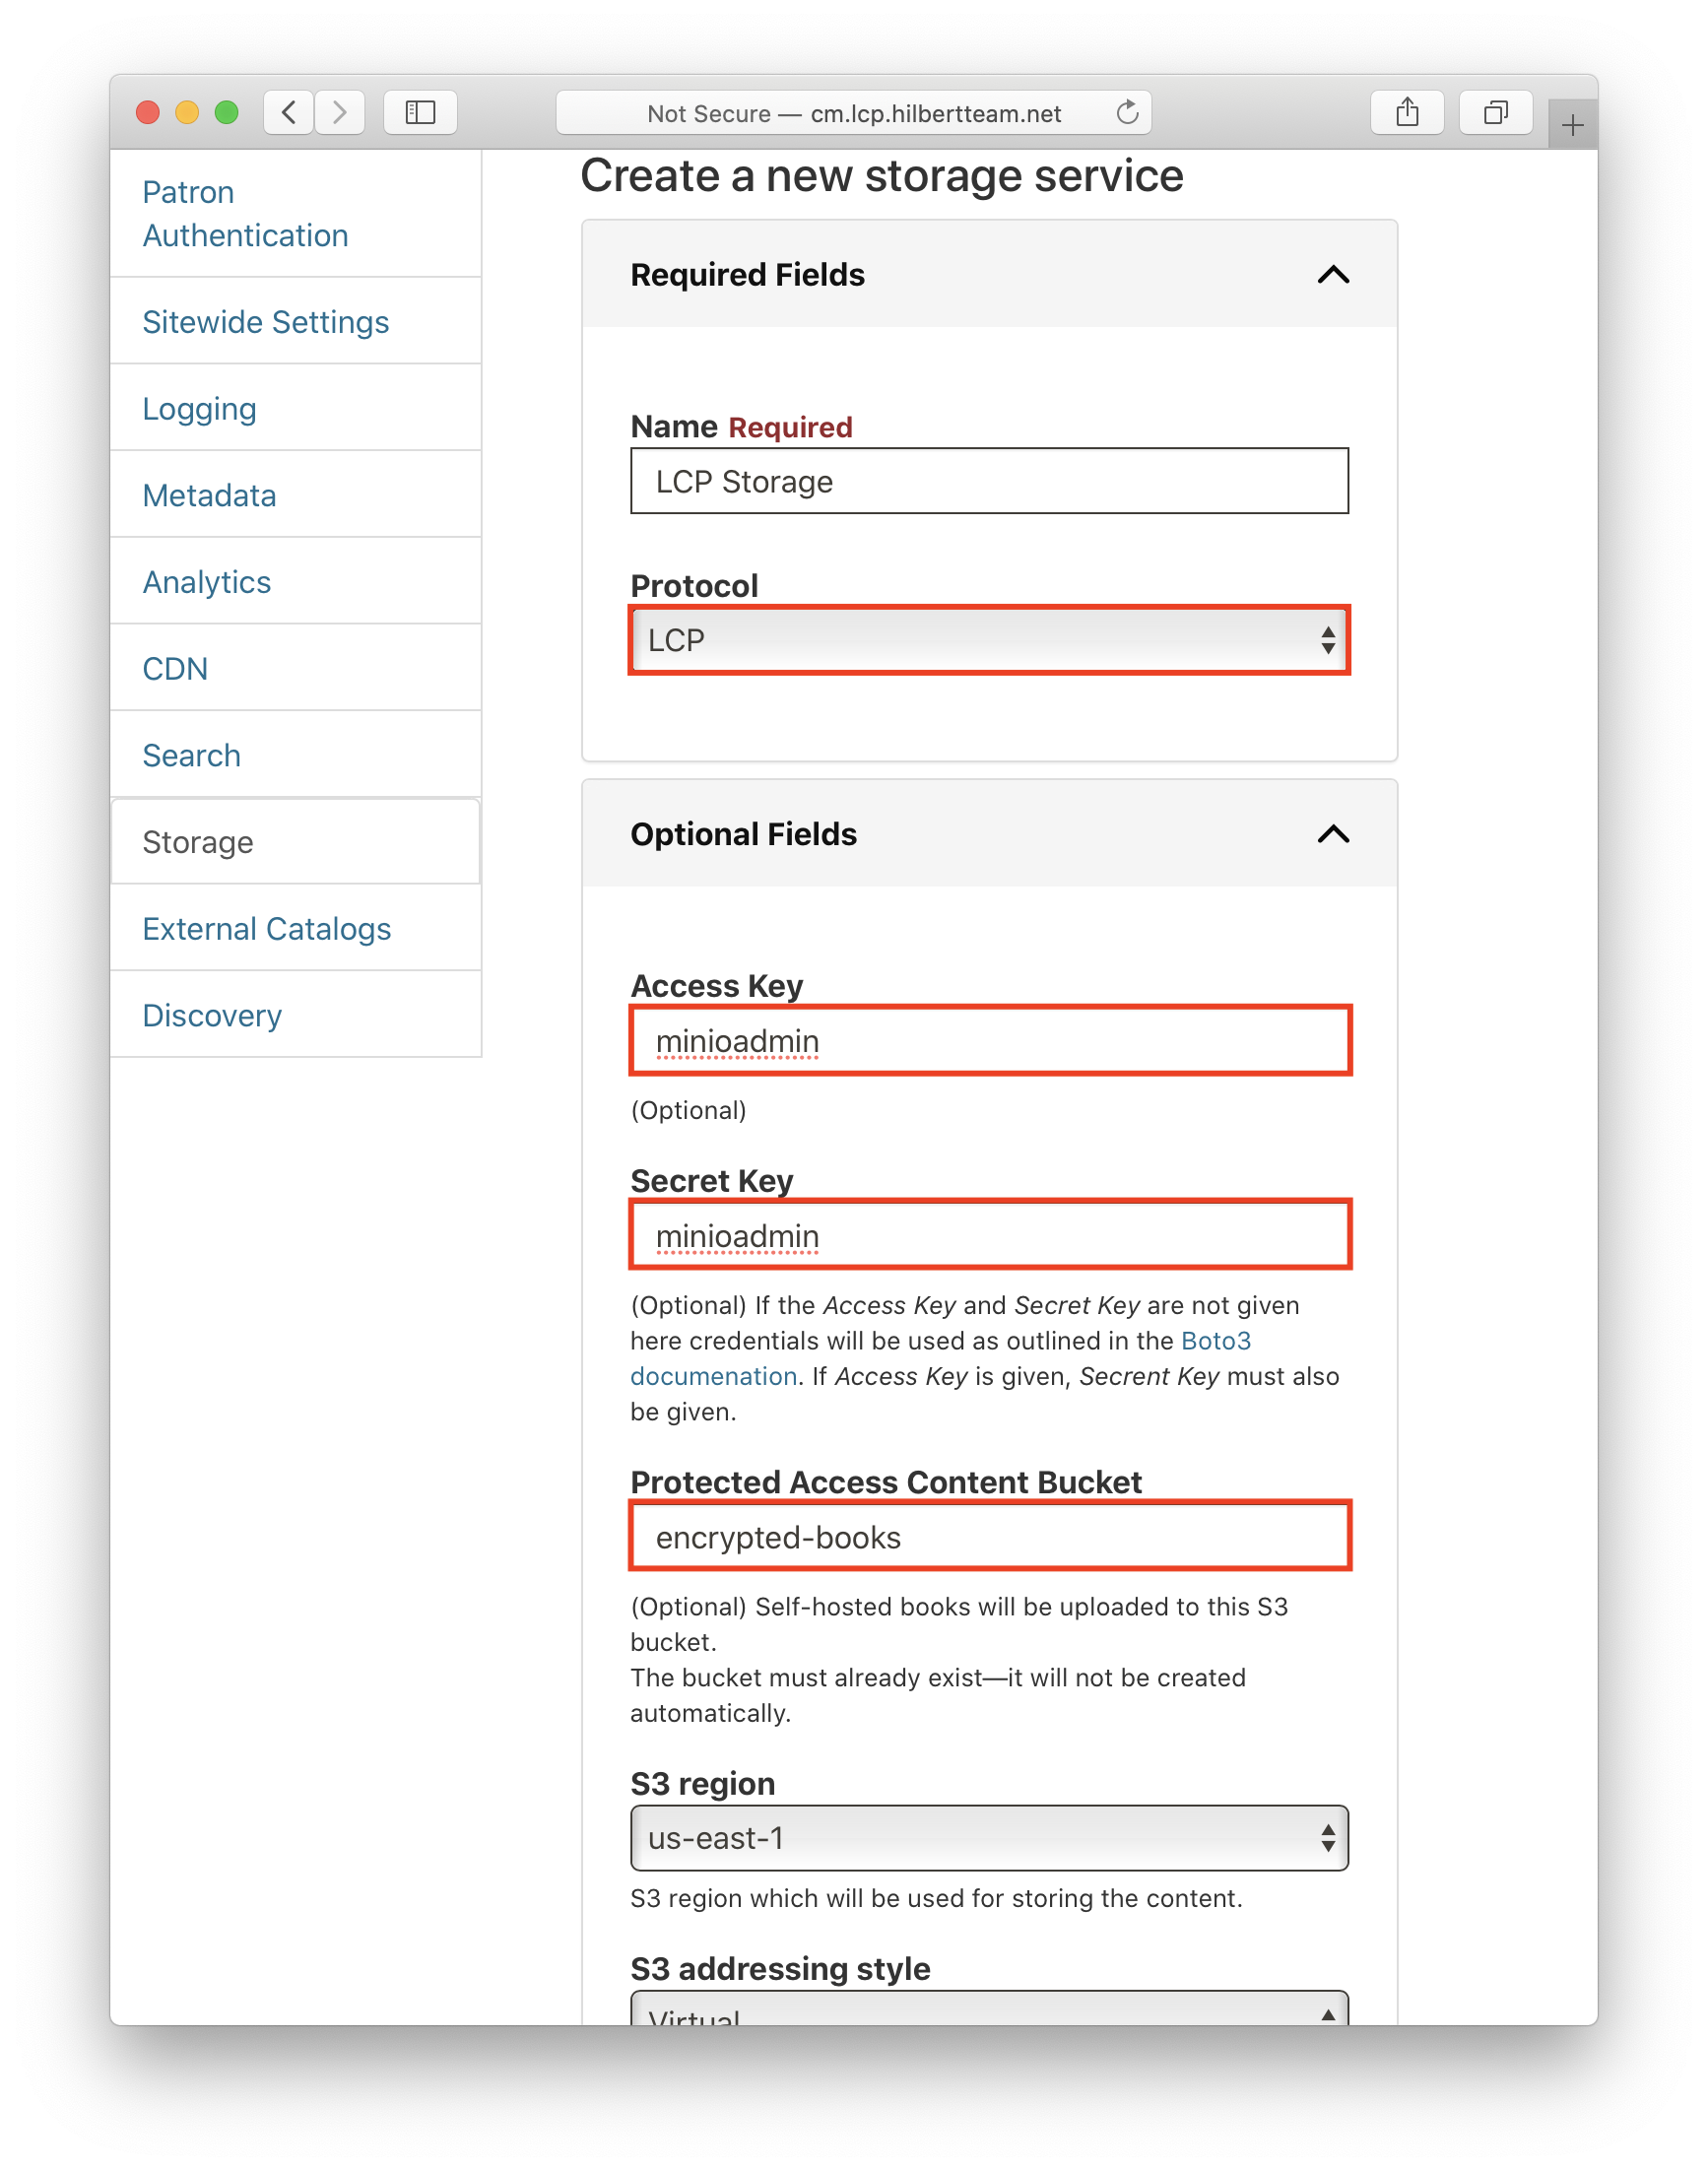 Not Secure — cm.lcp.hilbertteam.net
Patron
Authentication
Sitewide Settings
Logging
Metadata
Analytics
CDN
Search
Storage
External Catalogs
Discovery
Create a new storage service
Required Fields
Name Required
LCP Storage
Protocol
LCP
Optional Fields
Access Key
minioadmin
(Optional)
Secret Key
minioadmin
(Optional) If the Access Key and Secret Key are not given
here credentials will be used as outlined in the Boto3
documenation. If Access Key is given, Secrent Key must also
be given.
Protected Access Content Bucket
encrypted-books
(Optional) Self-hosted books will be uploaded to this S3
bucket.
The bucket must already exist—it will not be created
automatically.
S3 region
us-east-1
S3 region which will be used for storing the content.
S3 addressing style
Virtual